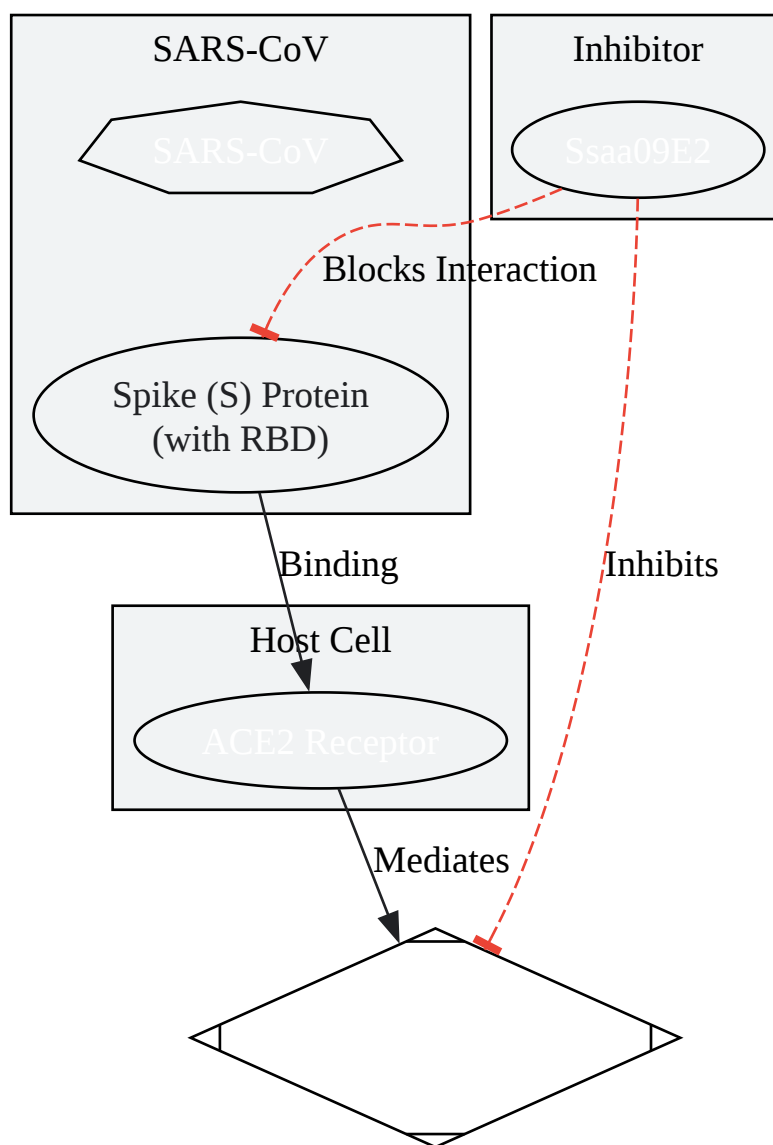 SARS-CoV
Inhibitor
SARS-CoV
Ssaa09E2
Blocks Interaction
Spike (S) Protein
(with RBD)
Binding
Inhibits
Host Cell
ACE2 Receptor
Mediates